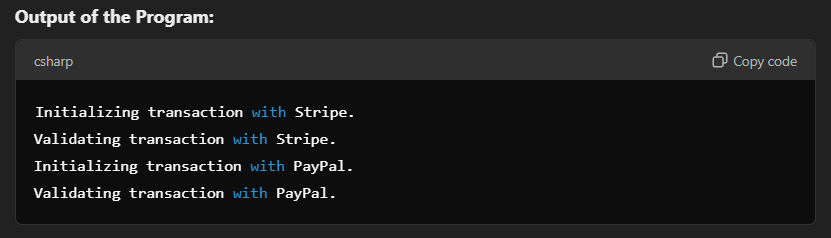 Output of the Program:
csharp
Copy code
Initializing transaction with Stripe.
Validating transaction with Stripe.
Initializing transaction with PayPal.
Validating transaction with PayPal.